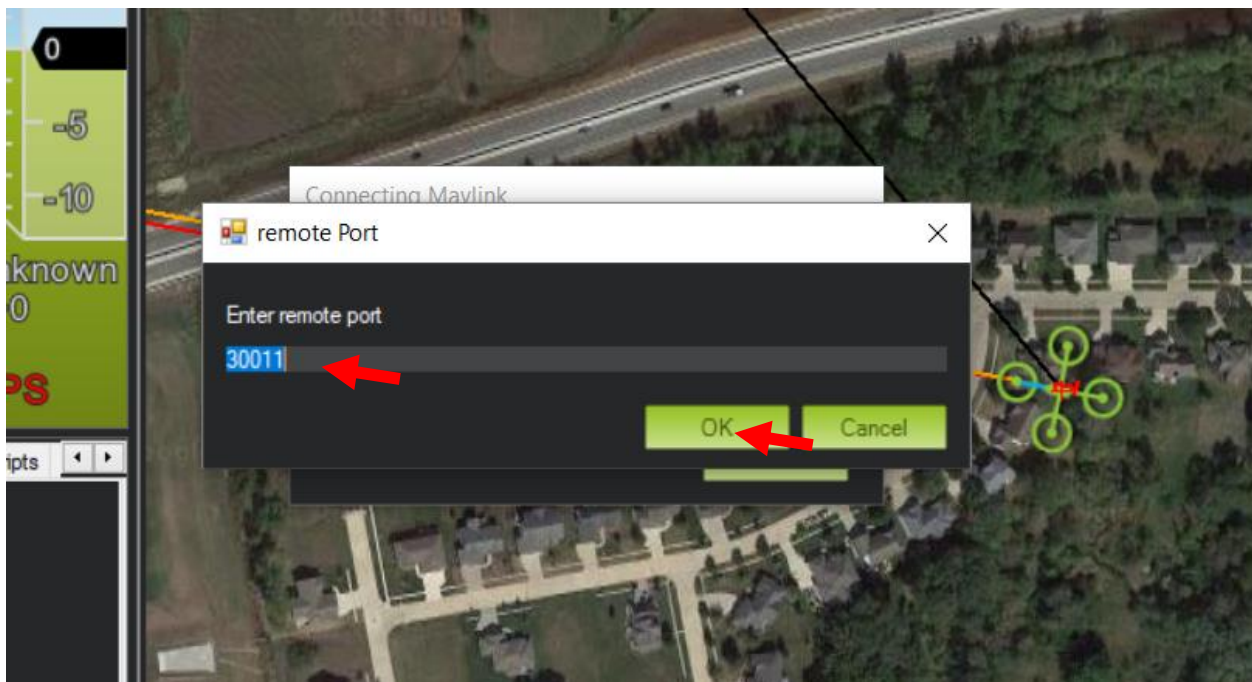 0
-5
-10
Connecting Mavlink
remote Port
Enter remote port
30011
OK
Cancel
known
0
PS
ipts